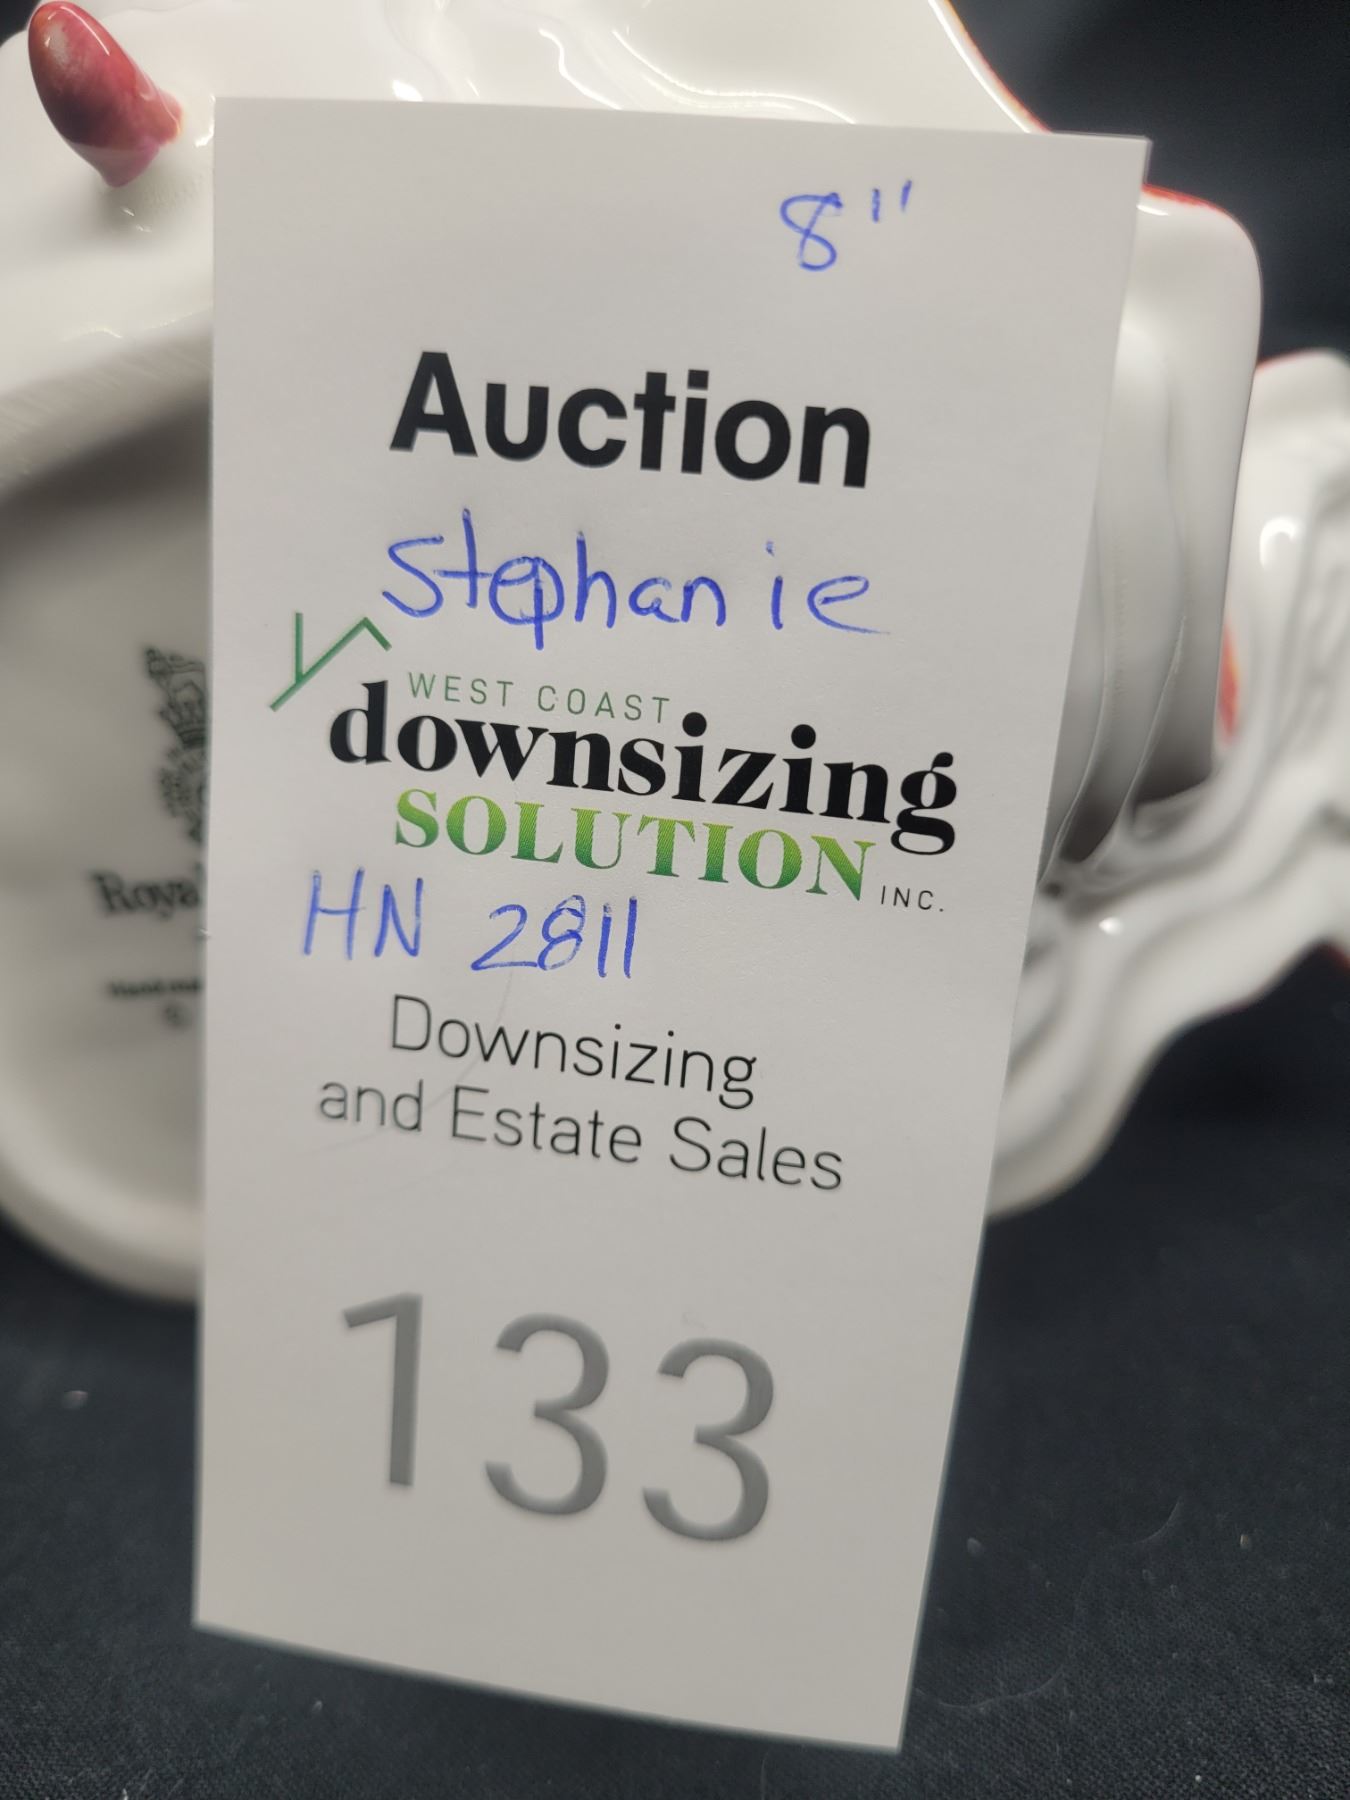 8"
Auction
Stephanie
WEST COAST
downsizing
SOLUTION INC.
HN 2811
Downsizing
and Estate Sales
133
Royal